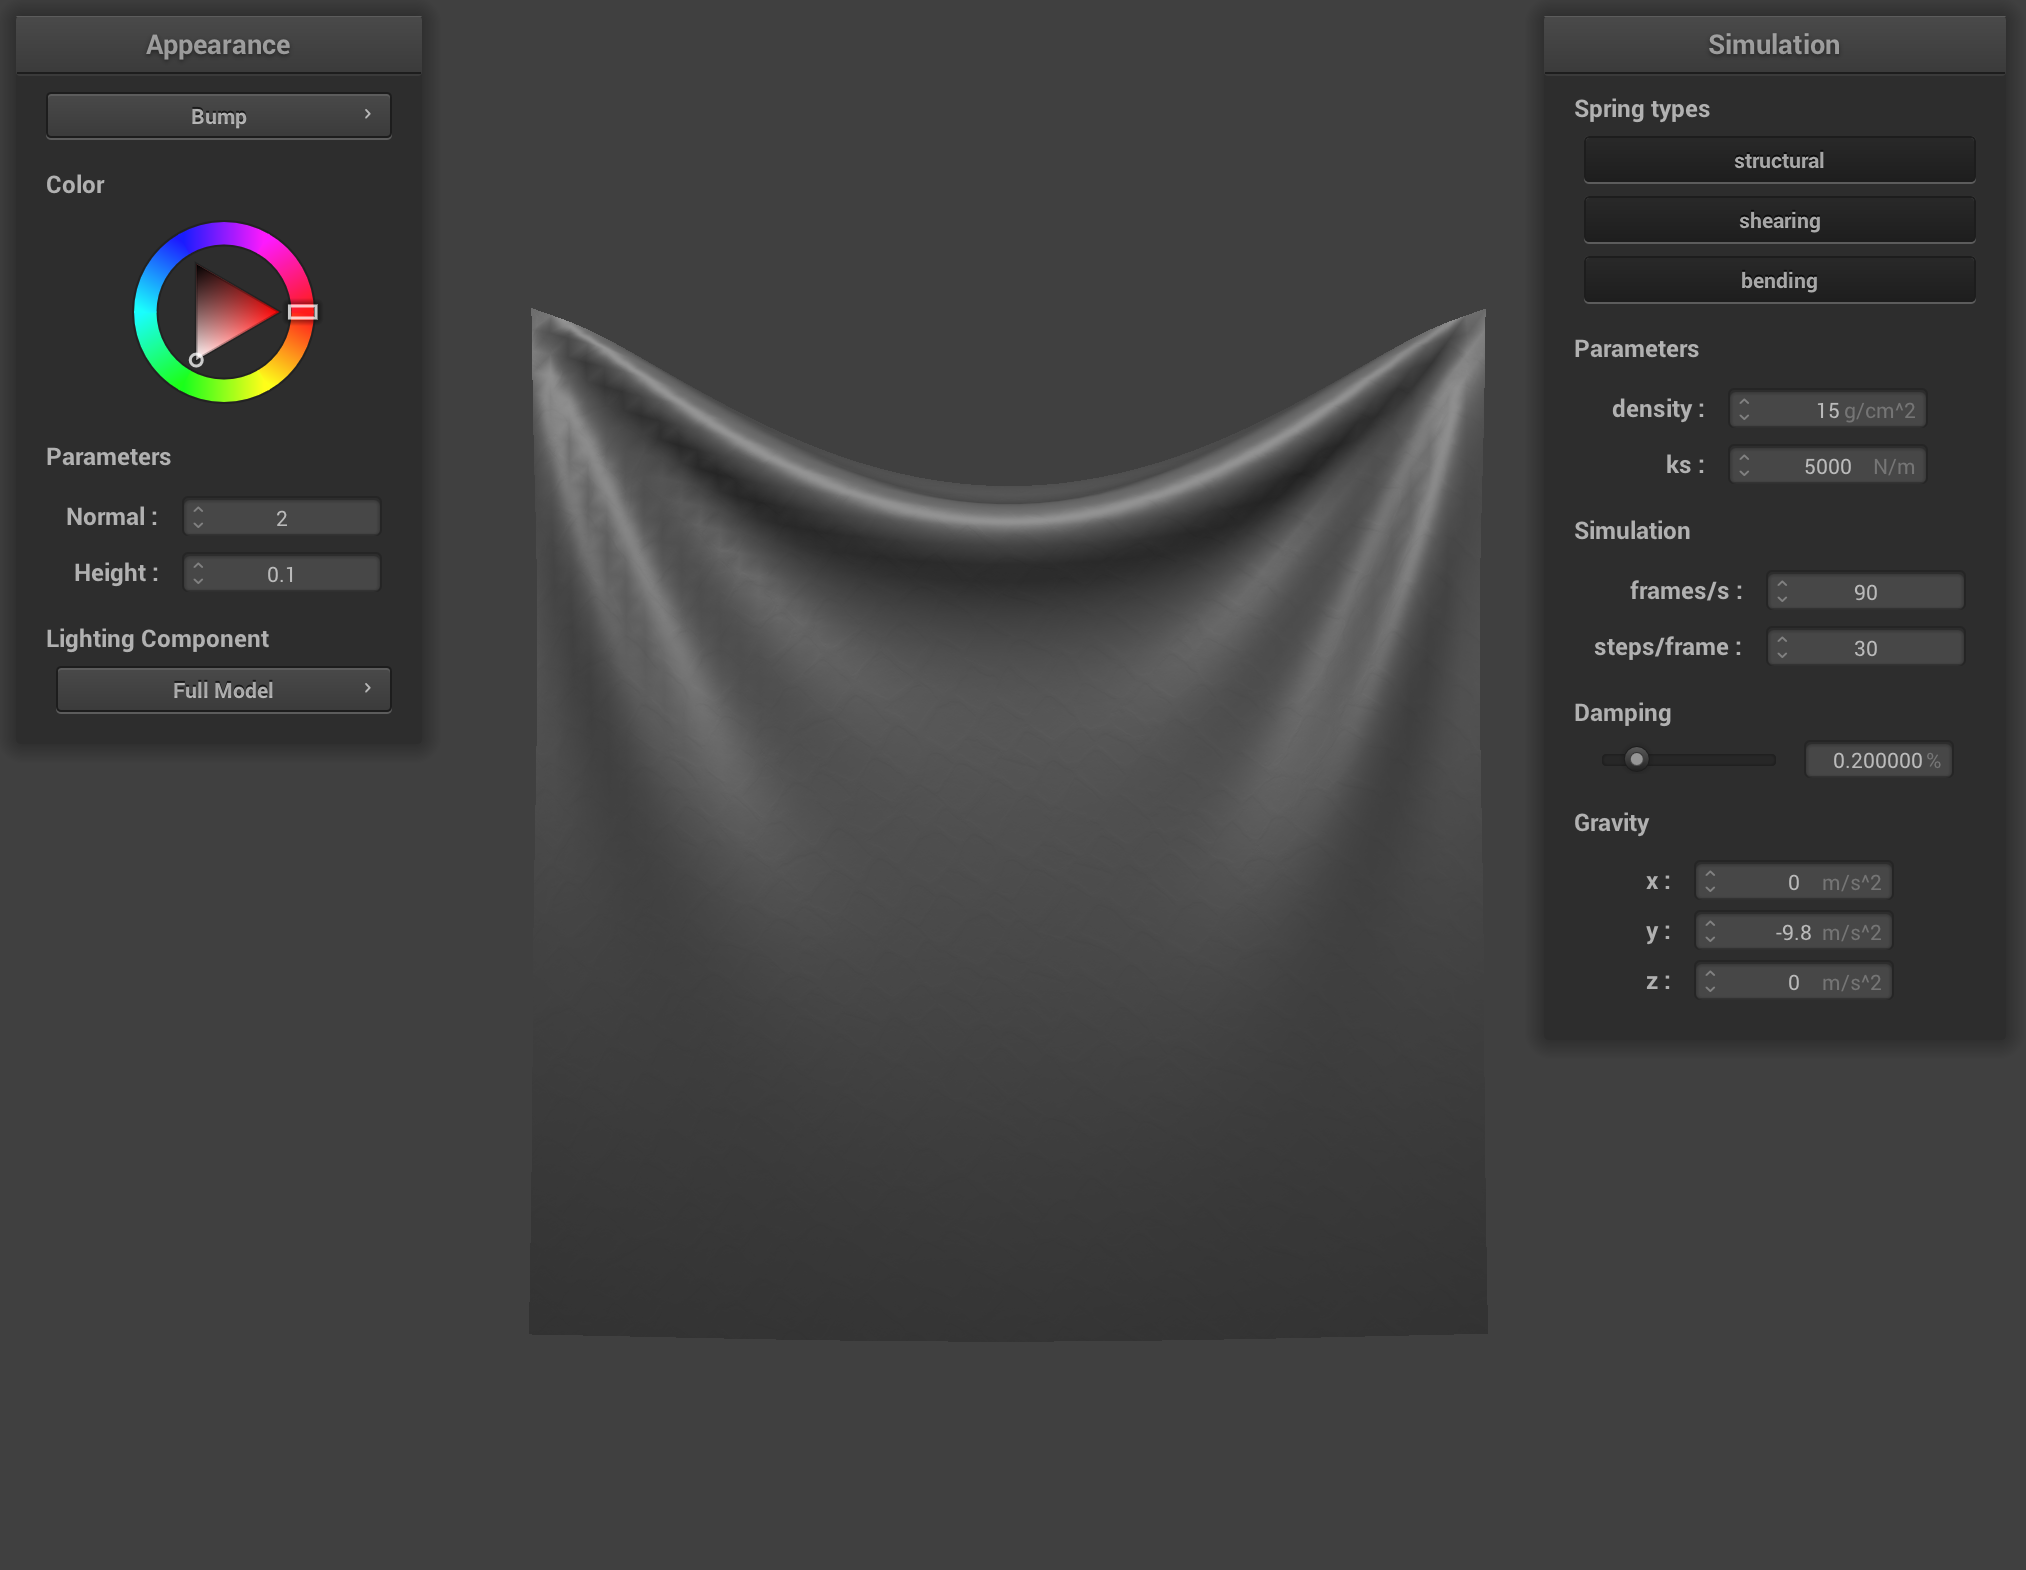 Appearance
Bump
Color
Parameters
Normal : 2
Height : 0.1
Lighting Component
Full Model
Simulation
Spring types
structural
shearing
bending
Parameters
density : 15 g/cm^2
ks : 5000 N/m
Simulation
frames/s : 90
steps/frame : 30
Damping
0.200000 %
Gravity
x : 0 m/s^2
y : -9.8 m/s^2
z : 0 m/s^2